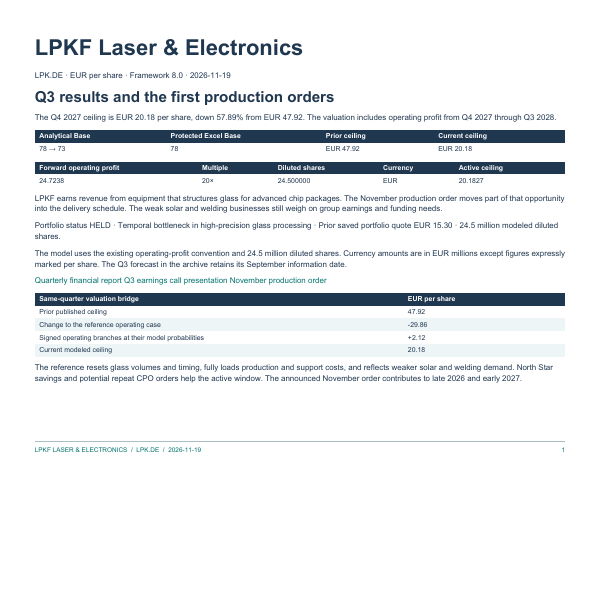 LPKF Laser & Electronics
LPK.DE · EUR per share · Framework 8.0 · 2026-11-19
Q3 results and the first production orders
The Q4 2027 ceiling is EUR 20.18 per share, down 57.89% from EUR 47.92. The valuation includes operating profit from Q4 2027 through Q3 2028.
Analytical Base Protected Excel Base Prior ceiling Current ceiling
78 → 73 78 EUR 47.92 EUR 20.18
Forward operating profit Multiple Diluted shares Currency Active ceiling
24.7238 20× 24.500000 EUR 20.1827
LPKF earns revenue from equipment that structures glass for advanced chip packages. The November production order moves part of that opportunity
into the delivery schedule. The weak solar and welding businesses still weigh on group earnings and funding needs.
Portfolio status HELD · Temporal bottleneck in high-precision glass processing · Prior saved portfolio quote EUR 15.30 · 24.5 million modeled diluted
shares.
The model uses the existing operating-profit convention and 24.5 million diluted shares. Currency amounts are in EUR millions except figures expressly
marked per share. The Q3 forecast in the archive retains its September information date.
Quarterly financial report Q3 earnings call presentation November production order
Same-quarter valuation bridge EUR per share
Prior published ceiling 47.92
Change to the reference operating case -29.86
Signed operating branches at their model probabilities +2.12
Current modeled ceiling 20.18
The reference resets glass volumes and timing, fully loads production and support costs, and reflects weaker solar and welding demand. North Star
savings and potential repeat CPO orders help the active window. The announced November order contributes to late 2026 and early 2027.
LPKF LASER & ELECTRONICS / LPK.DE / 2026-11-19 1